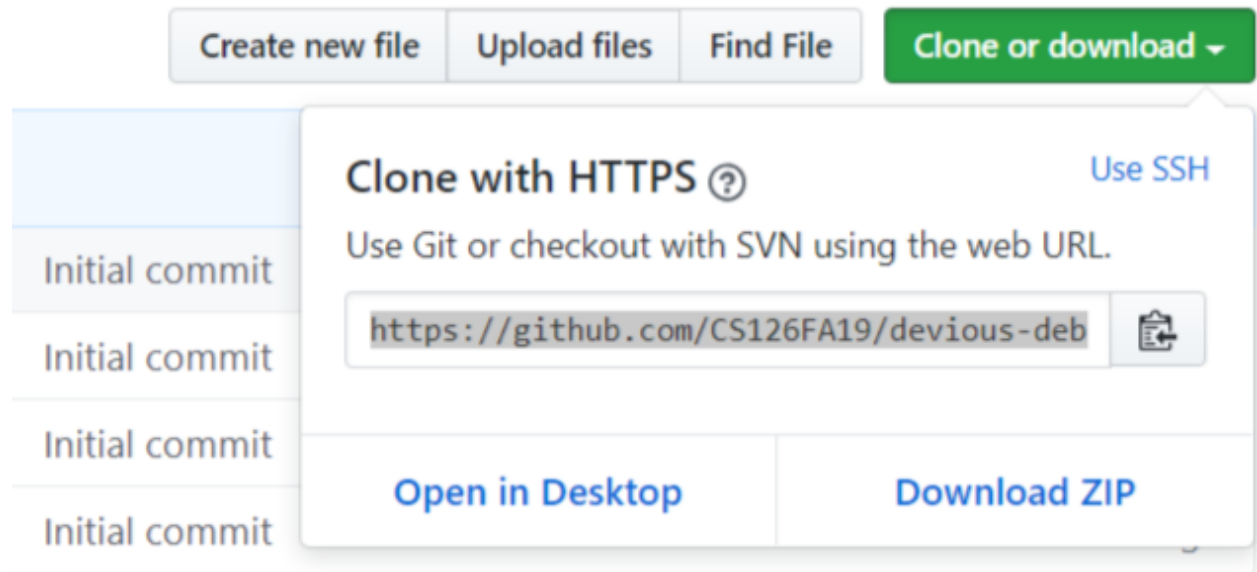 Create new file Upload files Find File Clone or download
Clone with HTTPS Use SSH
Use Git or checkout with SVN using the web URL.
Initial commit
https://github.com/CS126FA19/devious-deb
Initial commit
Initial commit
Open in Desktop Download ZIP
Initial commit